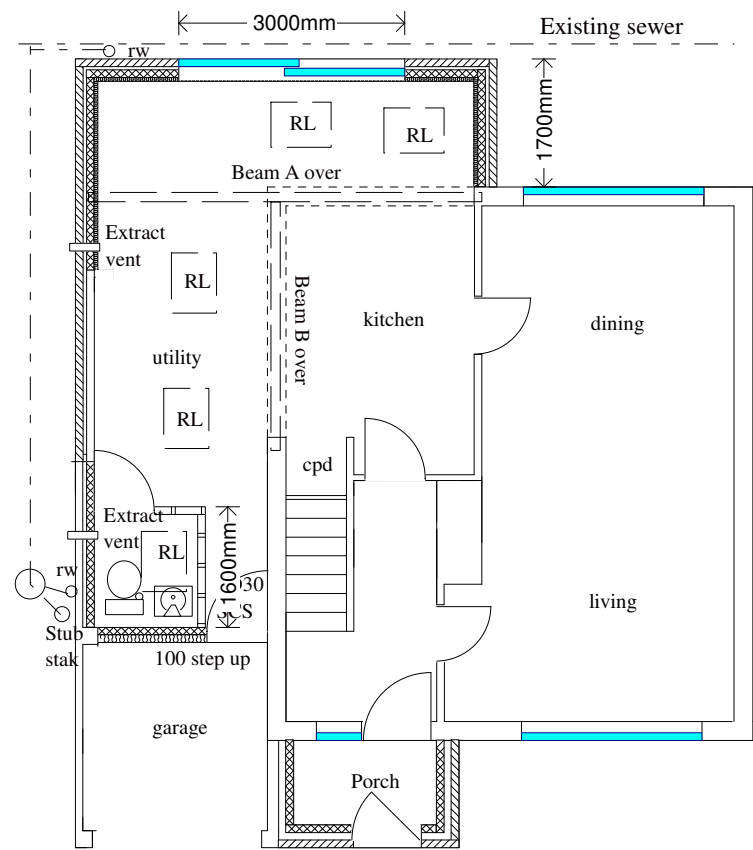 3000mm
Existing sewer
rw
RL
RL
1700mm
Beam A over
Extract
vent
RL
Beam B over
kitchen
dining
utility
RL
cpd
Extract
vent
RL
1600mm
rw
living
Stub
stak
100 step up
garage
Porch